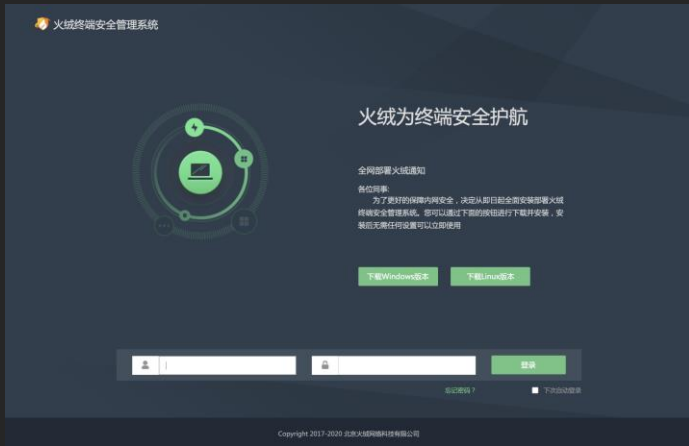 火绒终端安全管理系统
火绒为终端安全护航
全网部署火绒通知
各位同事:
为了更好的保障内网安全，决定从即日起全面安装部署火绒
终端安全管理系统。您可以通过下面的按钮进行下载并安装，安
装后无需任何设置可以立即使用
下载Windows版本
下载Linux版本
登录
忘记密码？
下次自动登录
Copyright 2017-2020 北京火绒网络科技有限公司